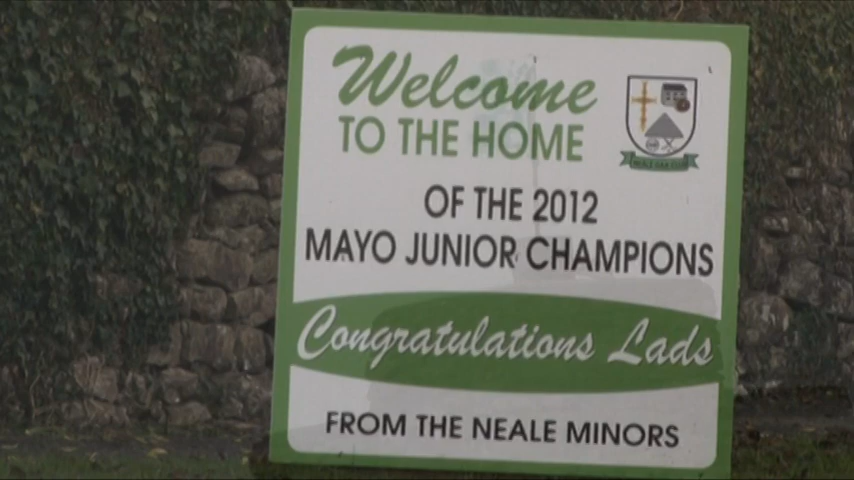 Welcome
TO THE HOME
OF THE 2012
MAYO JUNIOR CHAMPIONS
Congratulations Lads
FROM THE NEALE MINORS